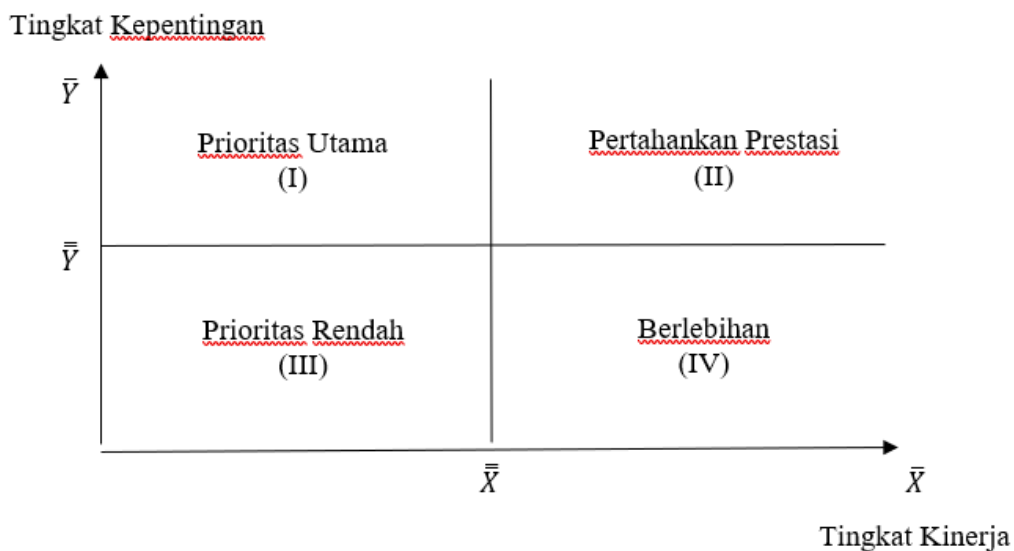 Tingkat Kepentingan
Y̅
Prioritas Utama
(I)
Pertahankan Prestasi
(II)
Y̿
Prioritas Rendah
(III)
Berlebihan
(IV)
X̿
X̅
Tingkat Kinerja